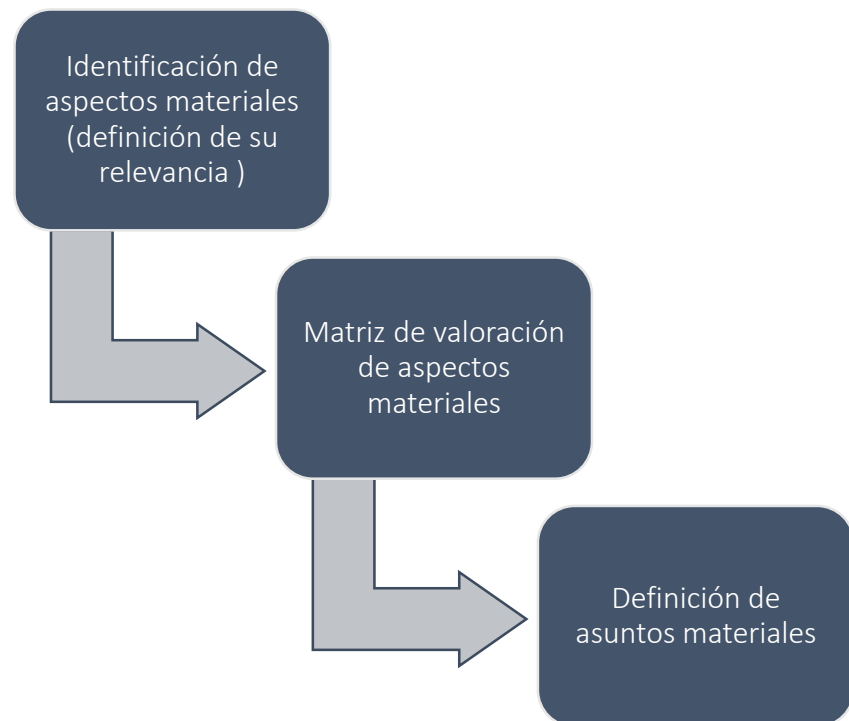 Identificación de
aspectos materiales
(definición de su
relevancia )
Matriz de valoración
de aspectos
materiales
Definición de
asuntos materiales